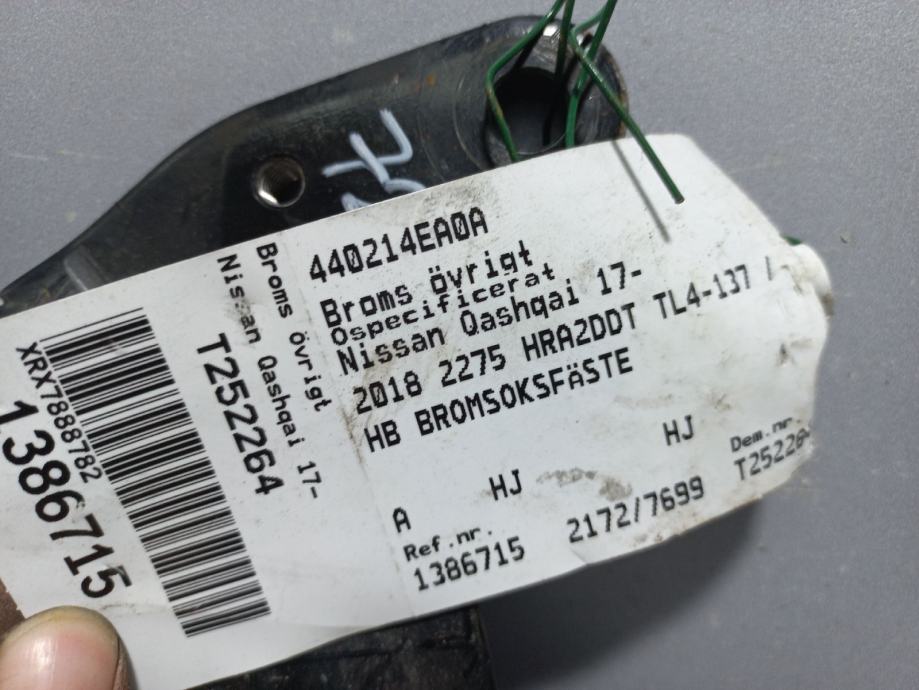 440214EA0A
Broms övrigt
Ospecificerat
Nissan Qashqai 17-
2018 2275 HRA2DDT TL4-137 /
HB BROMSOKSFÄSTE
A HJ HJ
Ref.nr. Dem.nr.
1386715 2172/7699 T252264
Broms övrigt
Nissan Qashqai 17-
T252264
XRX7888782
1386715